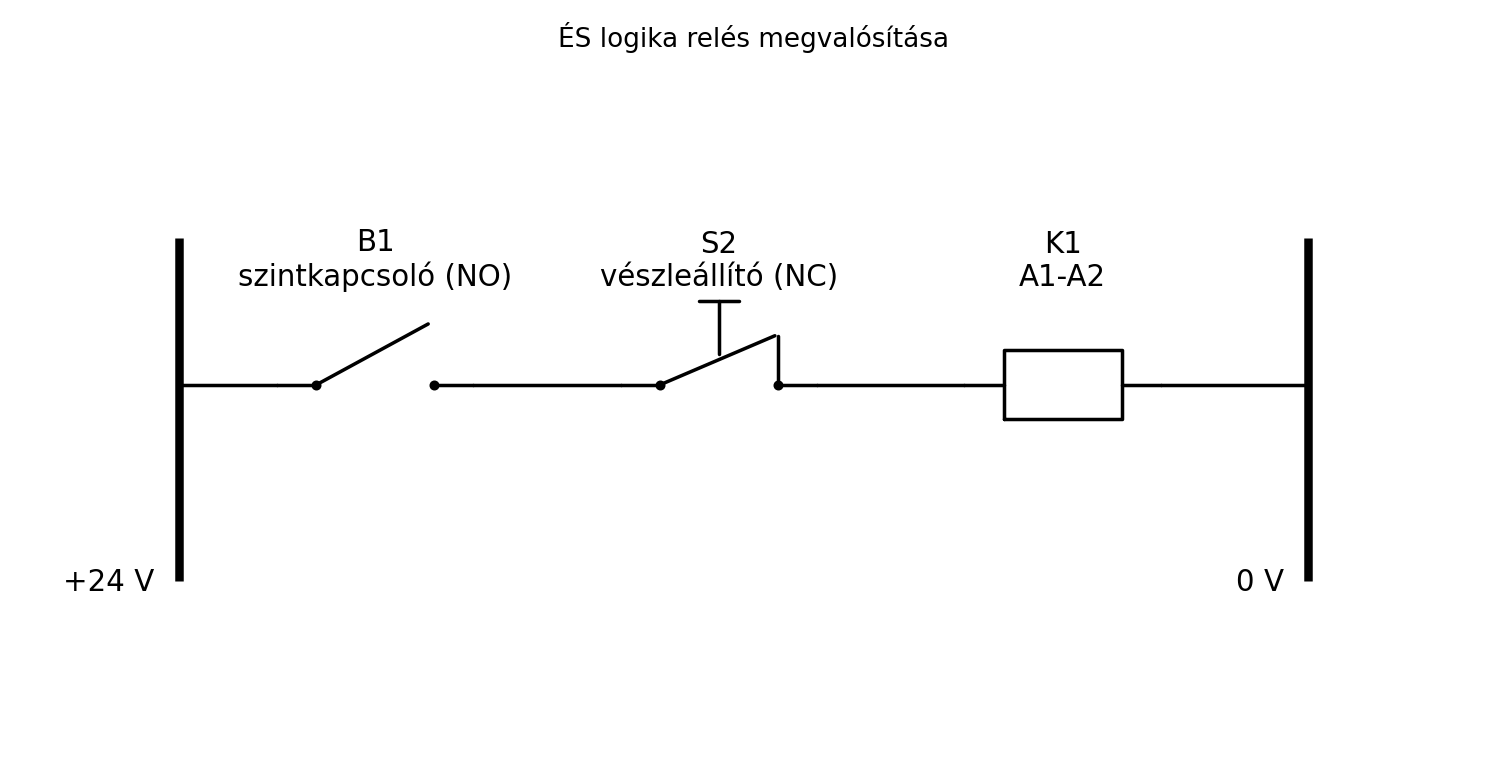 ÉS logika relés megvalósítása
B1
szintkapcsoló (NO)
S2
vészleállító (NC)
K1
A1-A2
+24 V
0 V